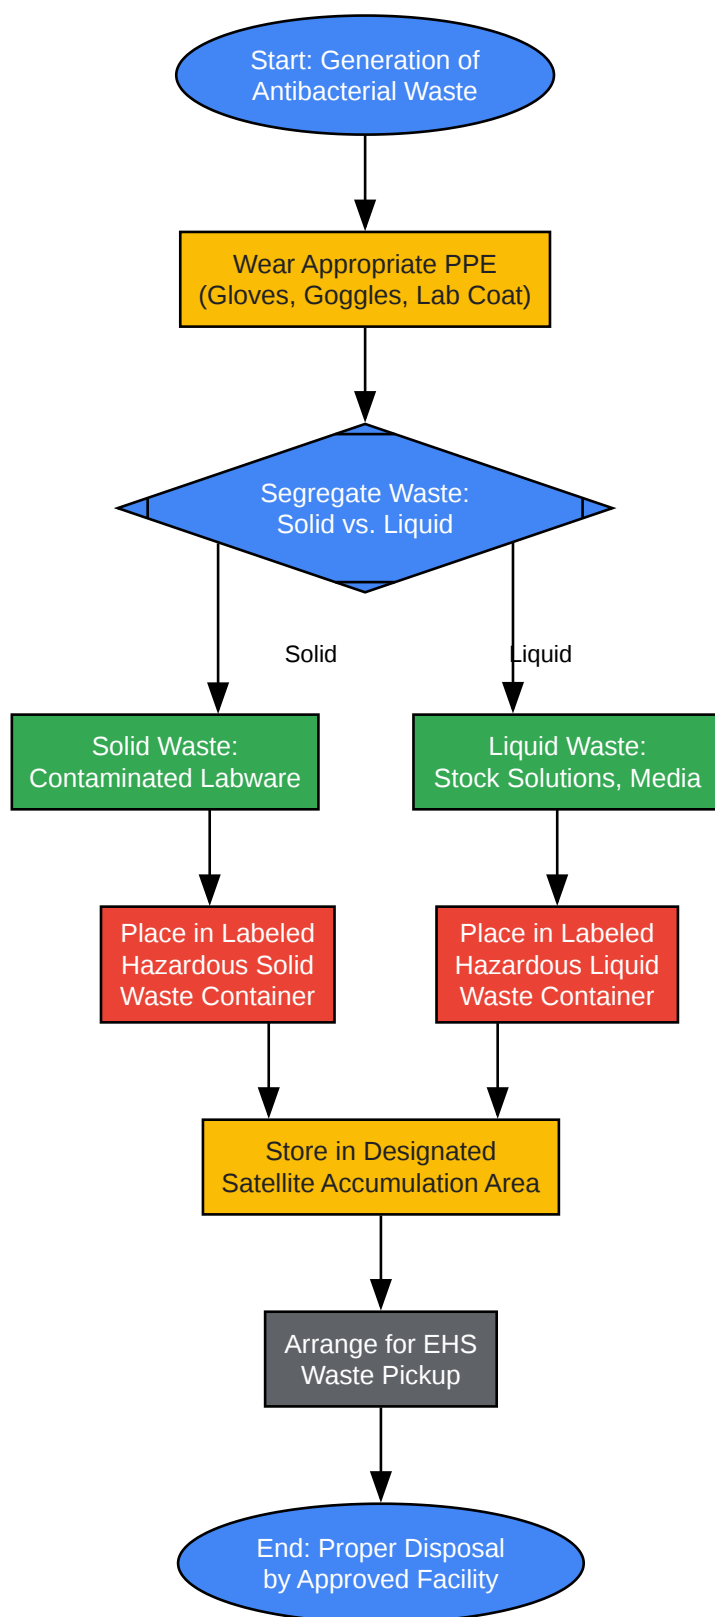 Start: Generation of
Antibacterial Waste
Wear Appropriate PPE
(Gloves, Goggles, Lab Coat)
Segregate Waste:
Solid vs. Liquid
Solid
Liquid
Solid Waste:
Contaminated Labware
Liquid Waste:
Stock Solutions, Media
Place in Labeled
Hazardous Solid
Waste Container
Place in Labeled
Hazardous Liquid
Waste Container
Store in Designated
Satellite Accumulation Area
Arrange for EHS
Waste Pickup
End: Proper Disposal
by Approved Facility